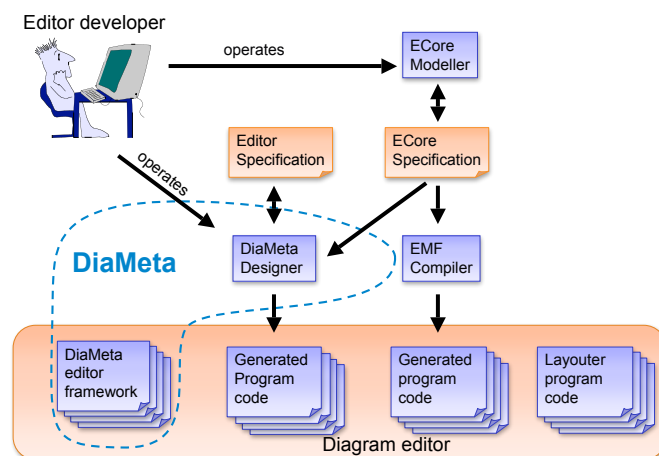 Editor developer
operates
ECore
Modeller
operates
Editor
Specification
ECore
Specification
DiaMeta
DiaMeta
Designer
EMF
Compiler
DiaMeta
editor
framework
Generated
Program
code
Generated
program
code
Layouter
program
code
Diagram editor